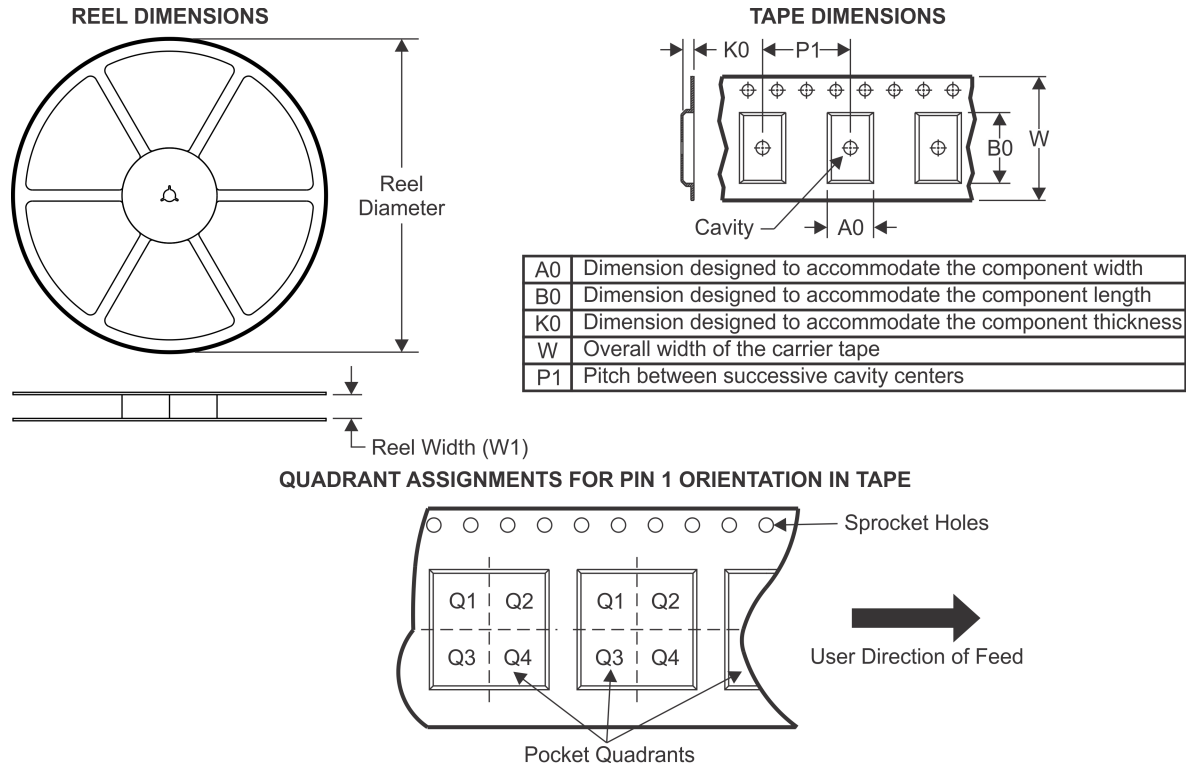 REEL DIMENSIONS
Reel
Diameter
Reel Width (W1)
TAPE DIMENSIONS
K0
P1
B0
W
Cavity
A0
A0 Dimension designed to accommodate the component width
B0 Dimension designed to accommodate the component length
K0 Dimension designed to accommodate the component thickness
W Overall width of the carrier tape
P1 Pitch between successive cavity centers
QUADRANT ASSIGNMENTS FOR PIN 1 ORIENTATION IN TAPE
Sprocket Holes
Q1 Q2 Q1 Q2
Q3 Q4 Q3 Q4
User Direction of Feed
Pocket Quadrants